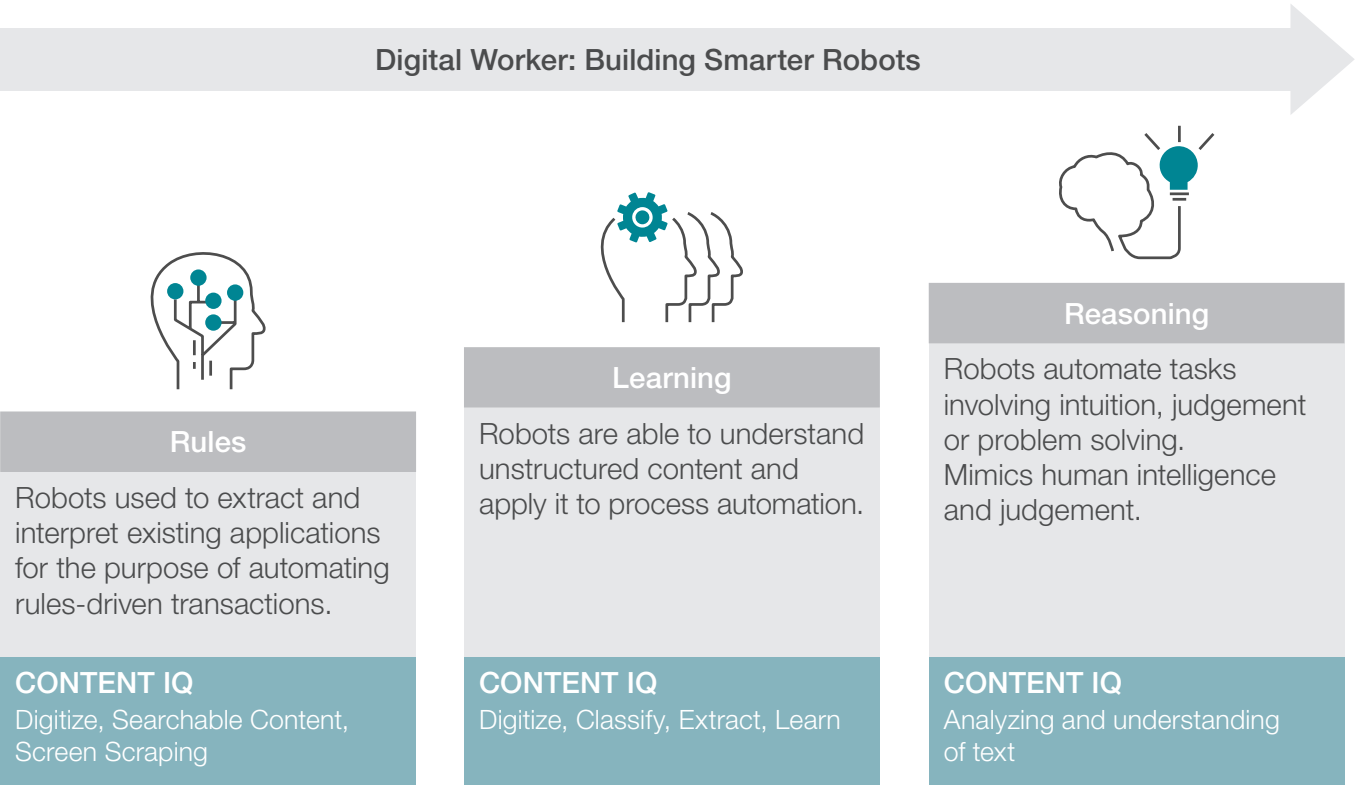 Digital Worker: Building Smarter Robots
Rules
Robots used to extract and
interpret existing applications
for the purpose of automating
rules-driven transactions.
CONTENT IQ
Digitize, Searchable Content,
Screen Scraping
Learning
Robots are able to understand
unstructured content and
apply it to process automation.
CONTENT IQ
Digitize, Classify, Extract, Learn
Reasoning
Robots automate tasks
involving intuition, judgement
or problem solving.
Mimics human intelligence
and judgement.
CONTENT IQ
Analyzing and understanding
of text